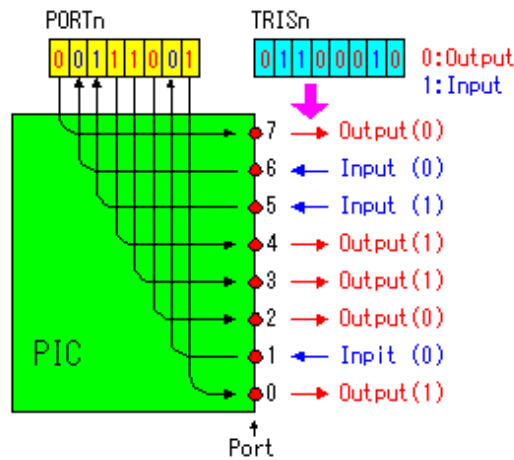 PORTn TRISn
0 0 1 1 1 0 0 1 0 1 1 0 0 0 1 0 0:Output
1:Input
7 Output(0)
6 Input (0)
5 Input (1)
4 Output(1)
3 Output(1)
2 Output(0)
PIC 1 Inpit (0)
0 Output(1)
Port